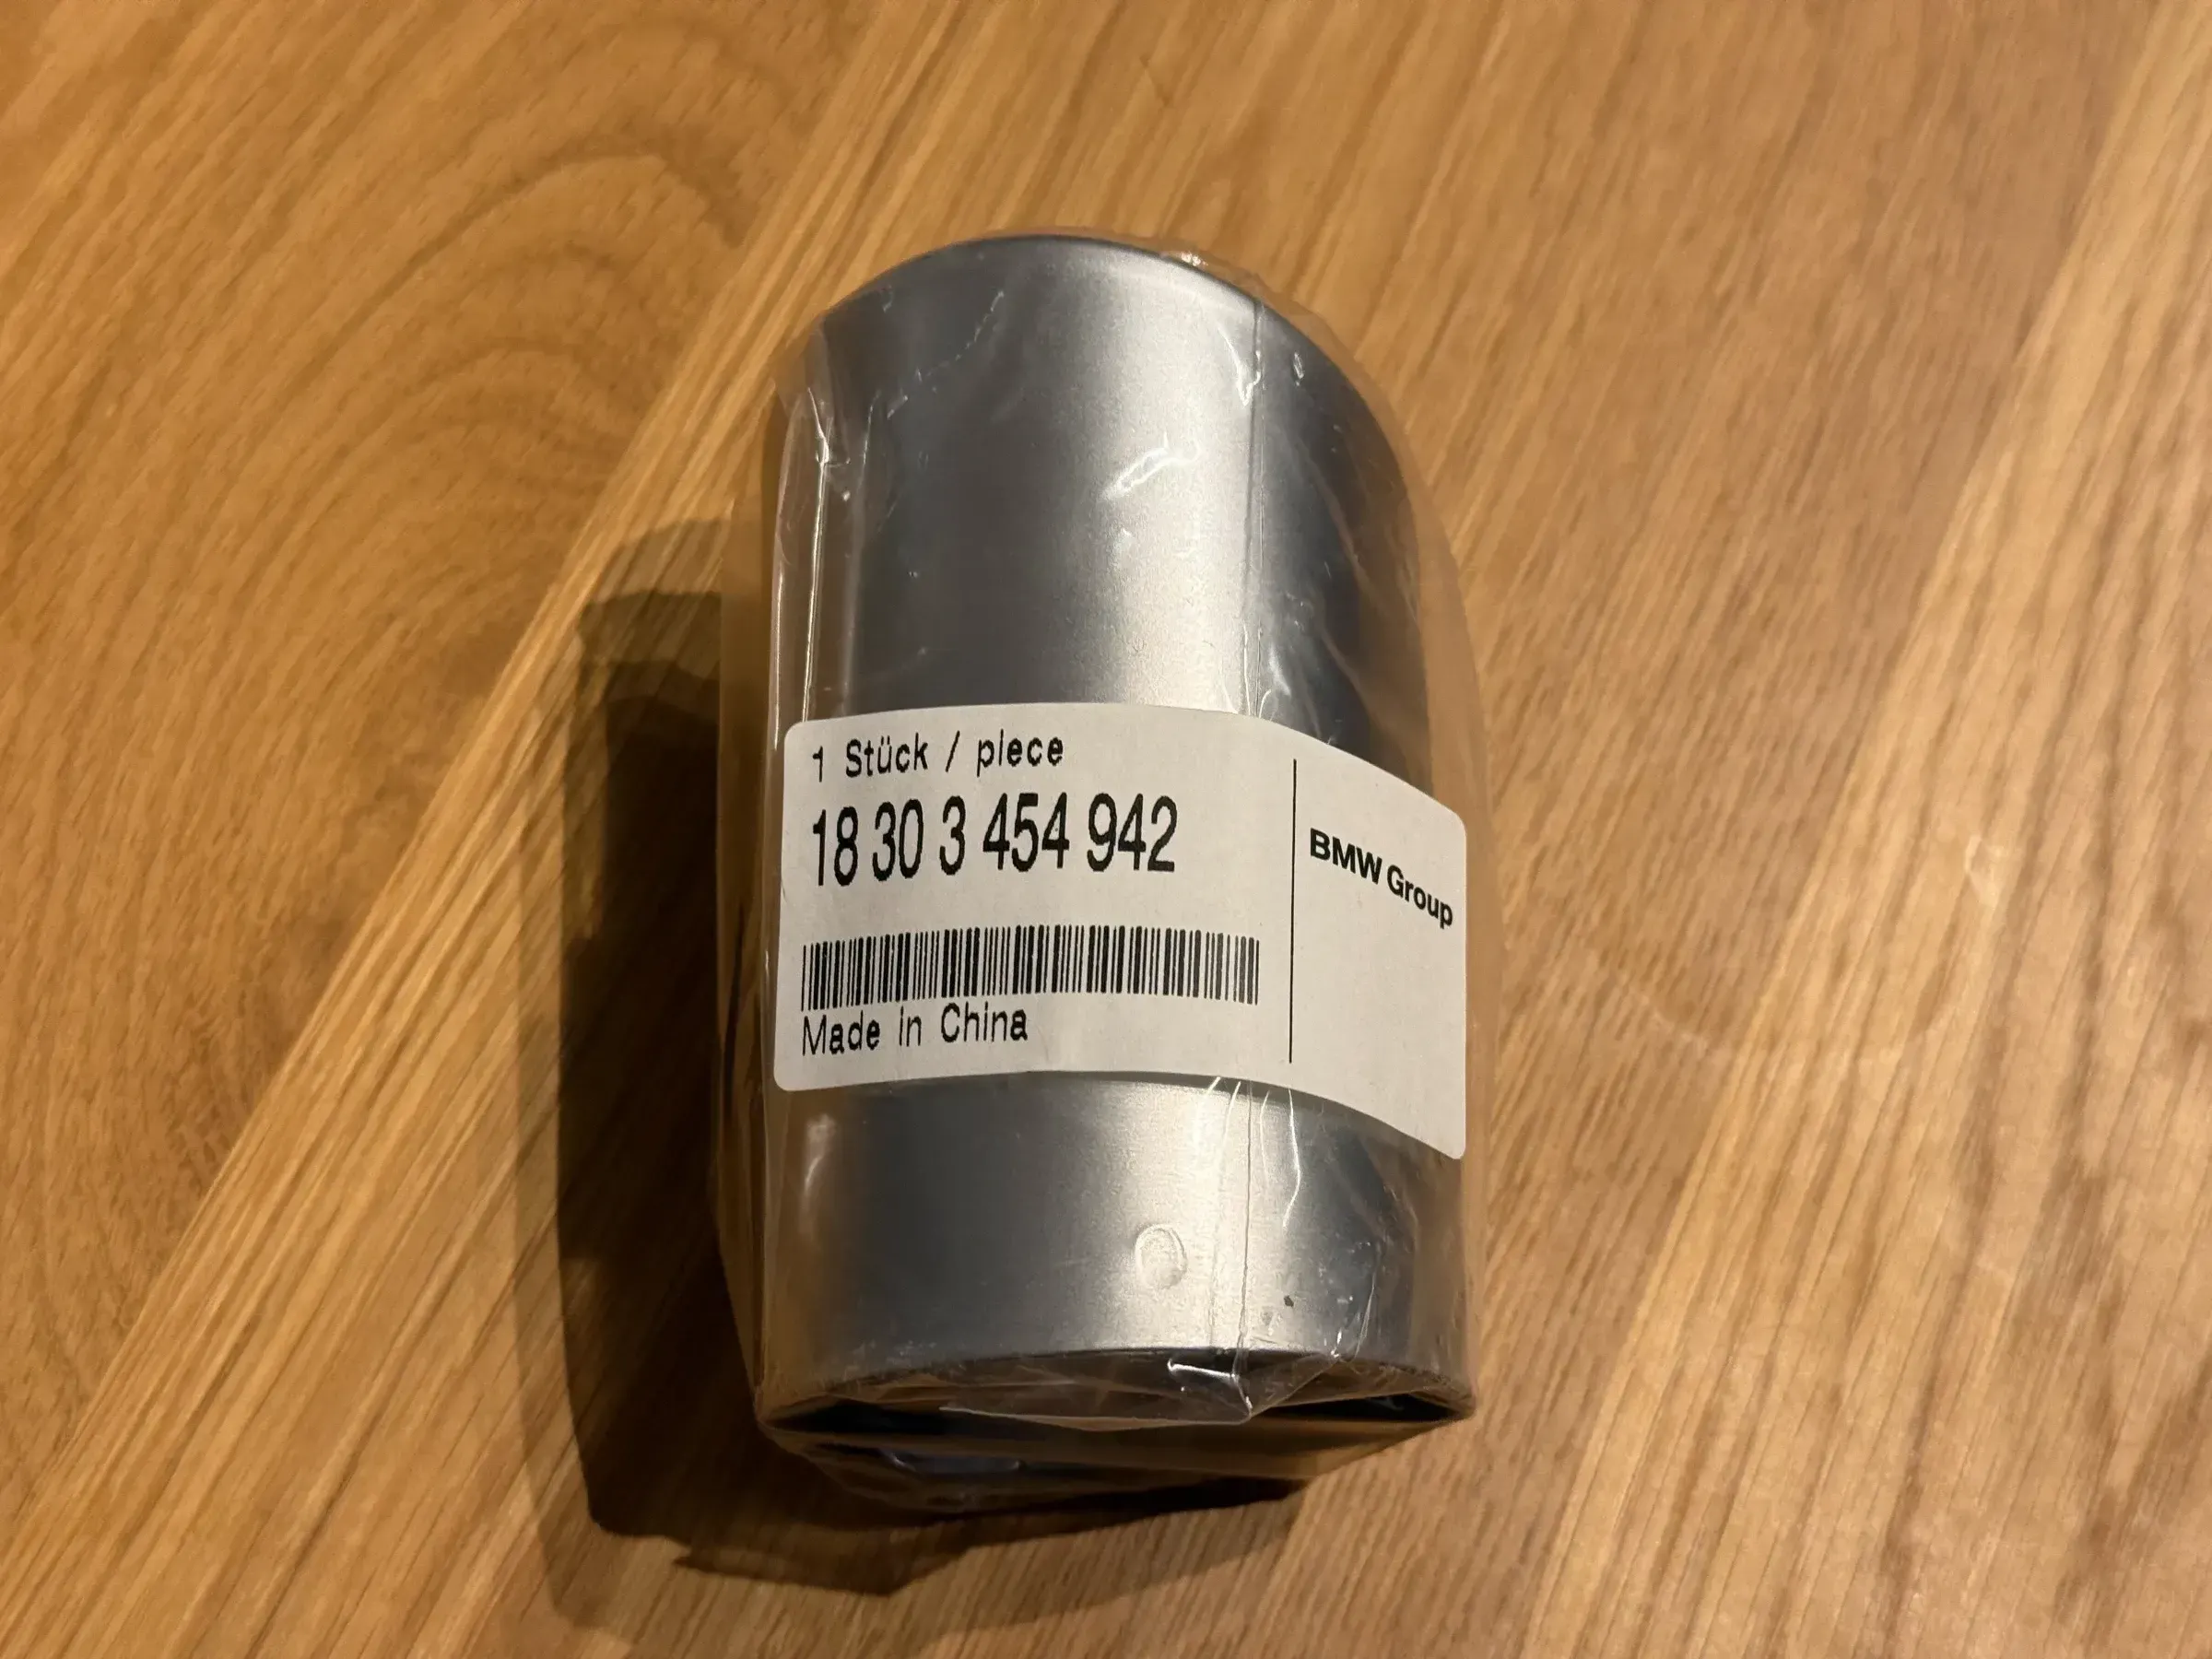 1 Stück / piece
18 30 3 454 942
Made in China
BMW Group